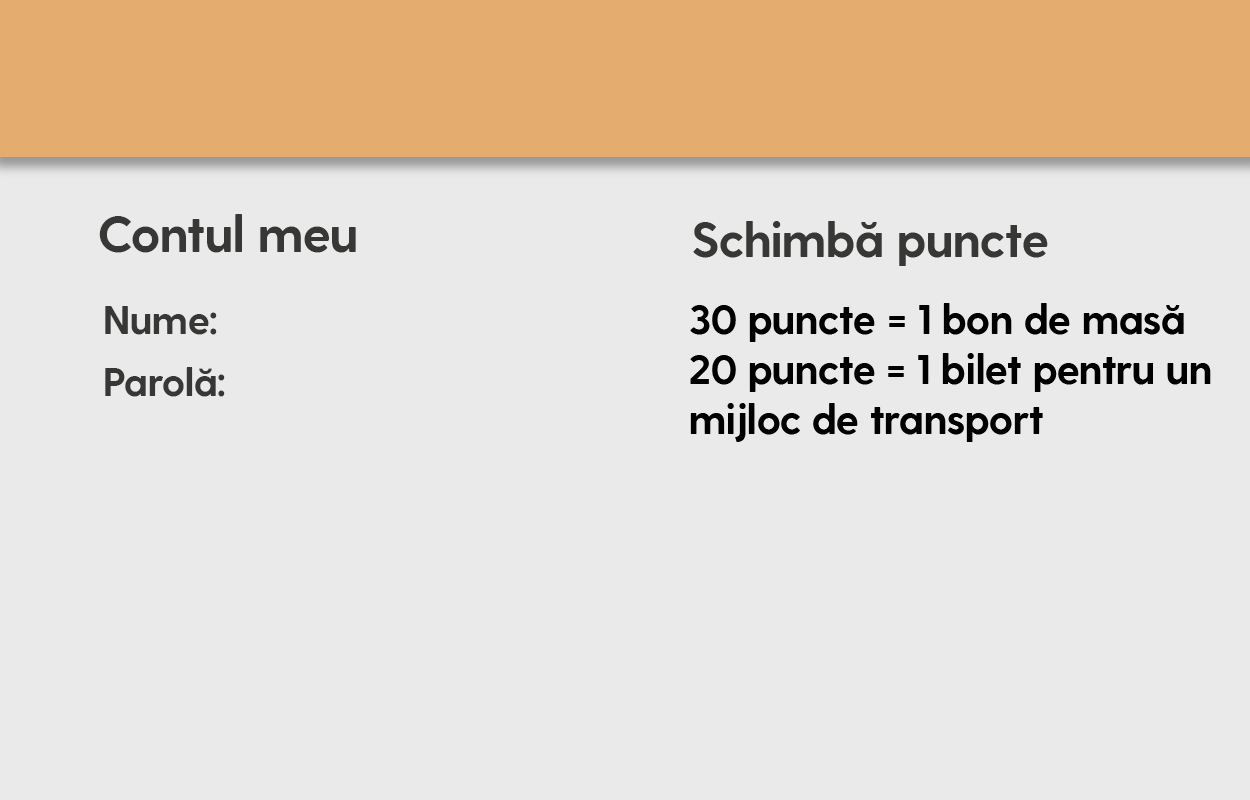 Contul meu
Nume:
Parolă:
Schimbă puncte
30 puncte = 1 bon de masă
20 puncte = 1 bilet pentru un
mijloc de transport